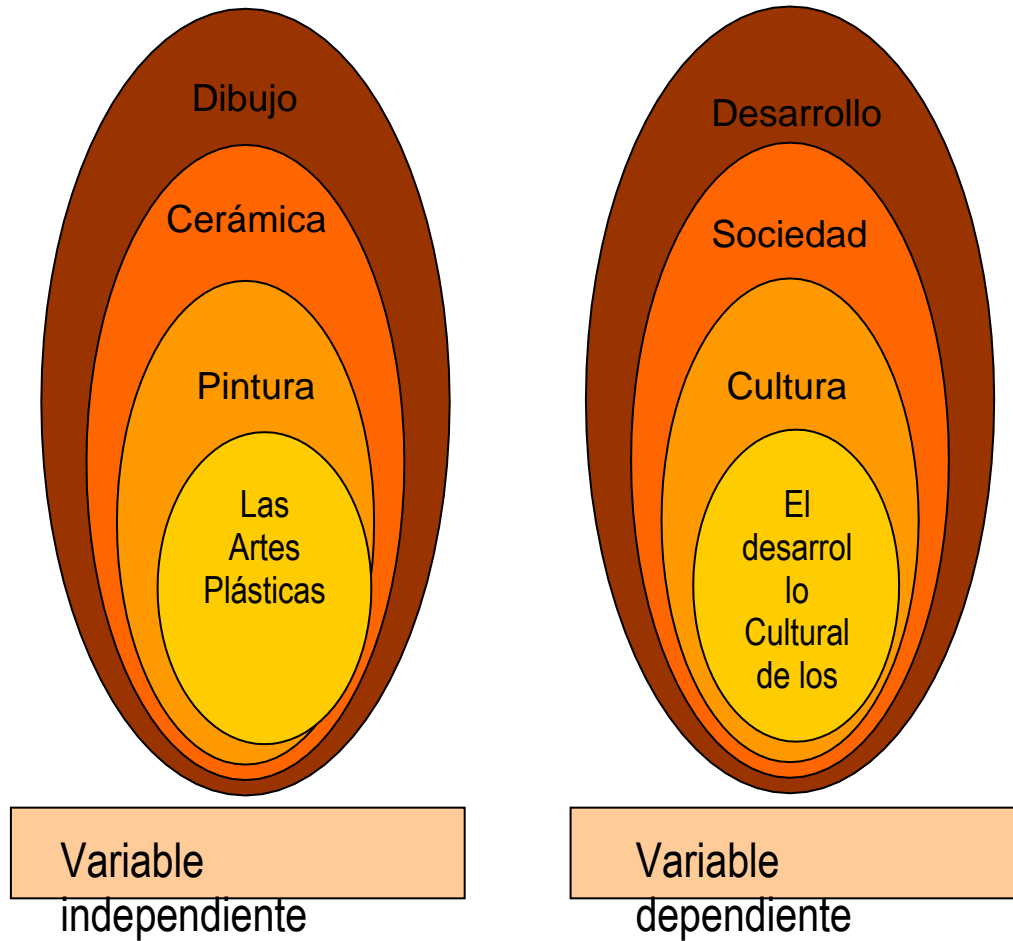 Dibujo
Cerámica
Pintura
Las
Artes
Plásticas
Variable
independiente
Desarrollo
Sociedad
Cultura
El
desarrol
lo
Cultural
de los
Variable
dependiente